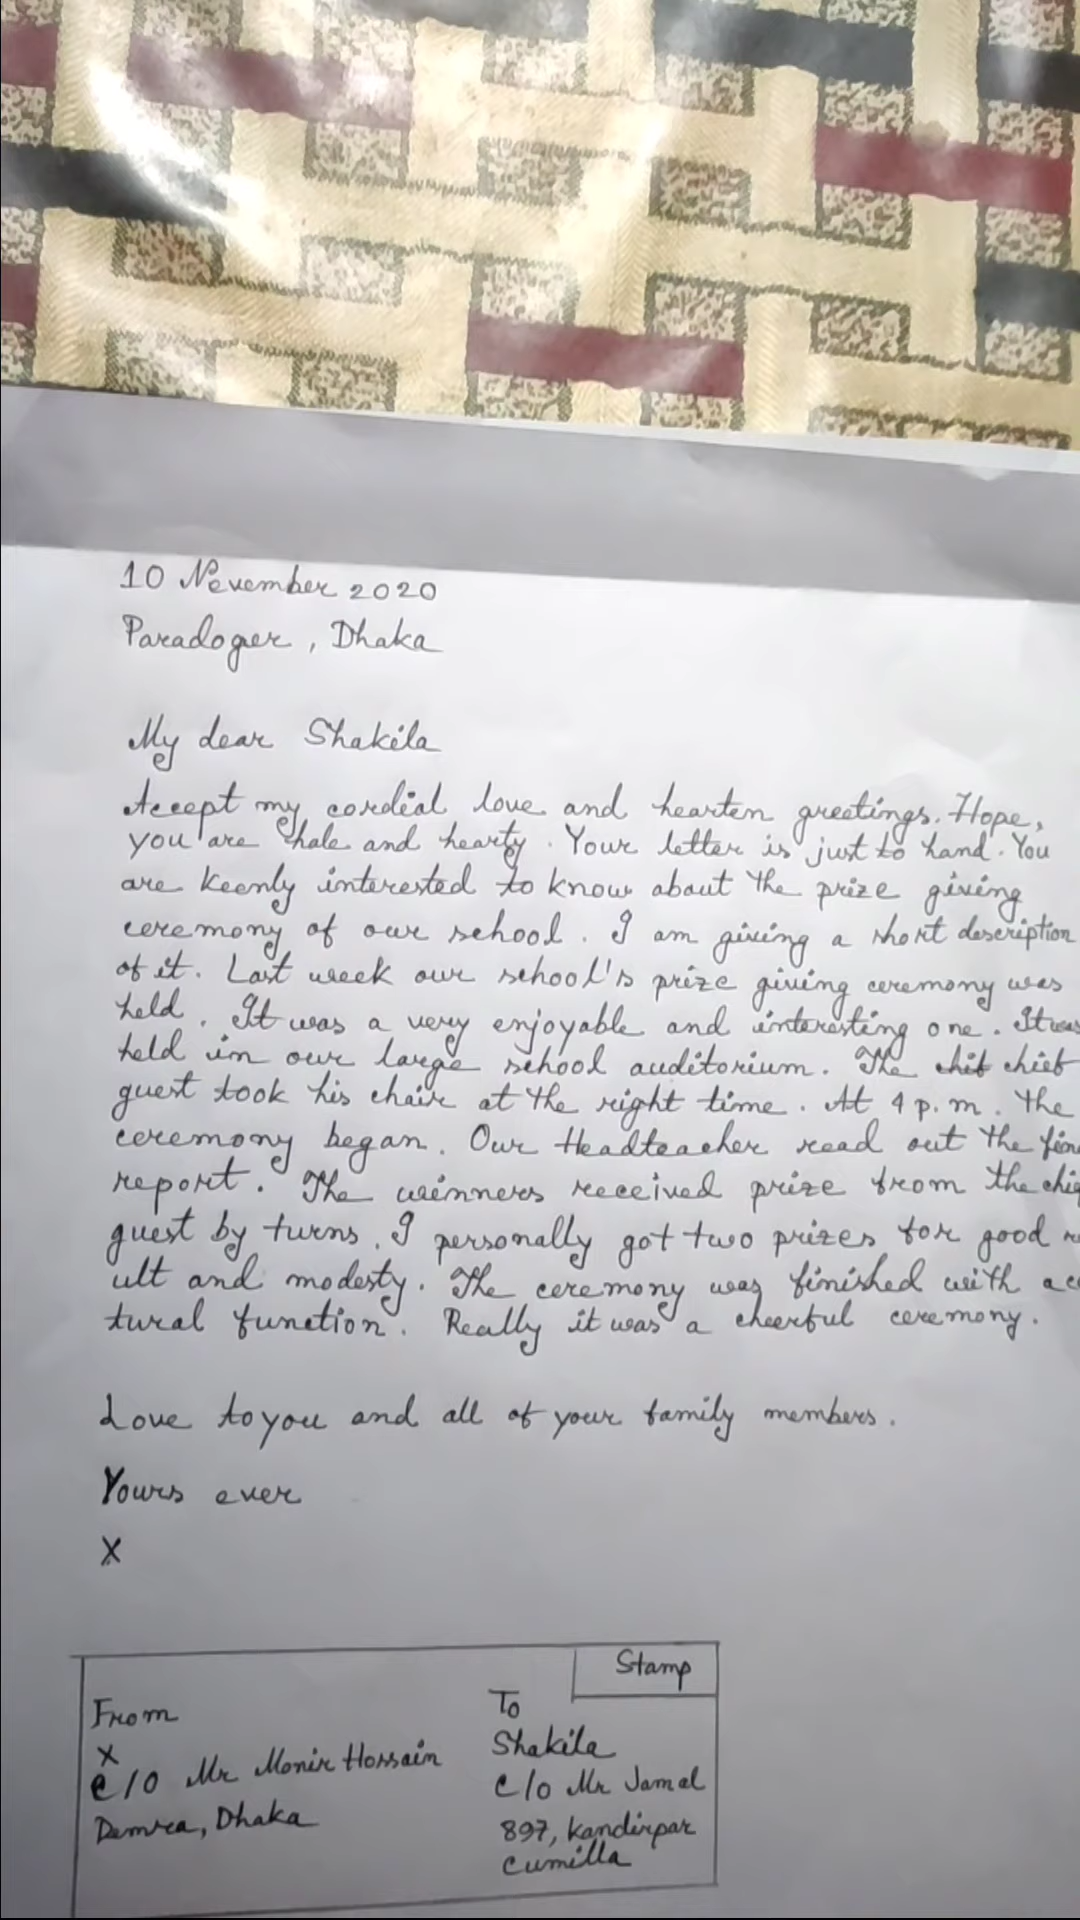 10 November 2020
Paradoger, Dhaka
My dear Shakila
Accept my cordial love and hearten greetings. Hope,
you are hale and hearty. Your letter is just to hand. You
are keenly interested to know about the prize giving
ceremony of our school. I am giving a short description
of it. Last week our school's prize giving ceremony was
held. It was a very enjoyable and interesting one. It was
held in our large school auditorium. The chif chief
guest took his chair at the right time. At 4 p.m. the
ceremony began. Our Headteacher read out the
report. The winners received prize from the
guest by turns. I personally got two prizes for good
ult and modesty. The ceremony was finished with a
tural function. Really it was a cheerful ceremony.
Love to you and all of your family members.
Yours ever
X
Stamp
From
X
C/O Mr Monir Hossain
Demra, Dhaka
To
Shakila
C/o Mr Jamal
897, Kandirpar
Cumilla